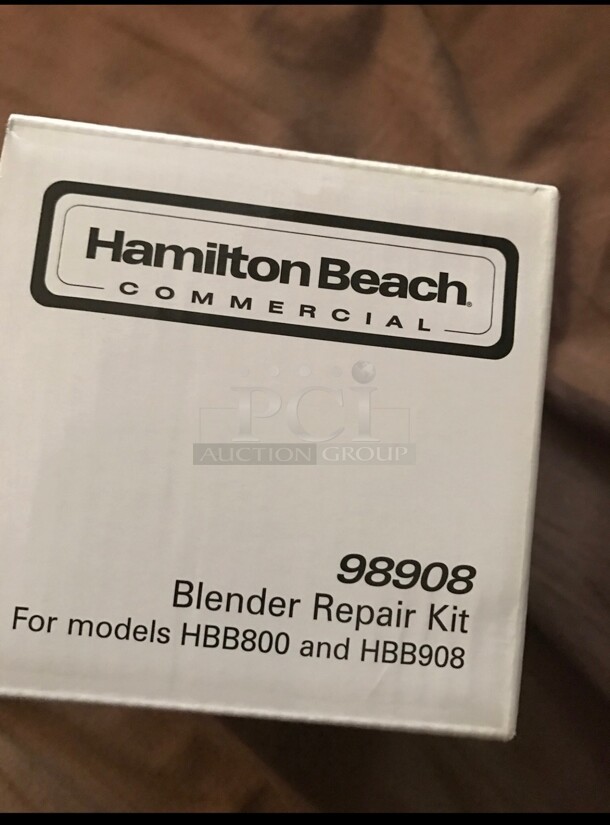 Hamilton Beach®
COMMERCIAL
PCi
AUCTION GROUP
98908
Blender Repair Kit
For models HBB800 and HBB908